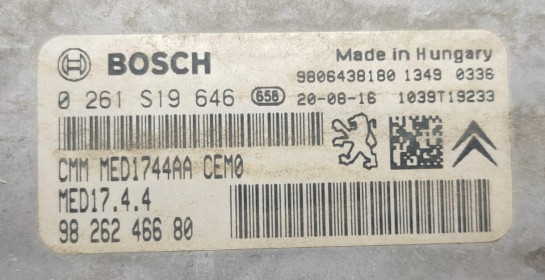 BOSCH
Made in Hungary
9806438180 1349 0336
0 261 S19 646 658 20-08-16 1039T19233
CMM MED1744AA CEM0
MED17.4.4
98 262 466 80